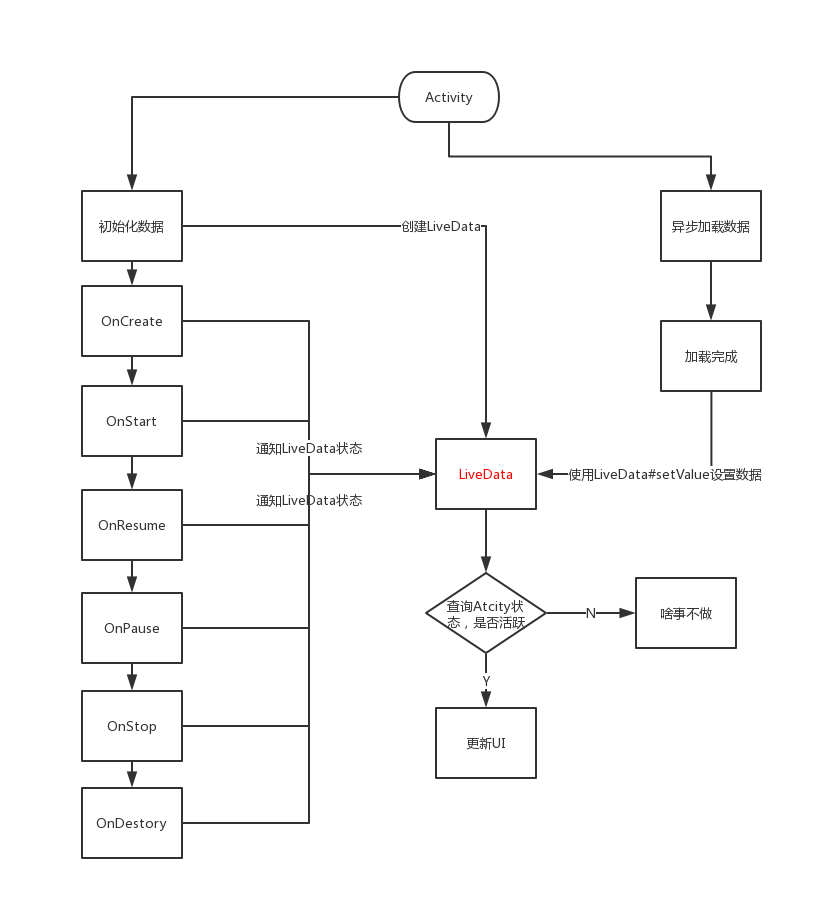 Activity
初始化数据
创建LiveData
异步加载数据
OnCreate
加载完成
OnStart
通知LiveData状态
LiveData
使用LiveData#setValue设置数据
通知LiveData状态
OnResume
查询Atcity状
态，是否活跃
N
啥事不做
OnPause
Y
OnStop
更新UI
OnDestory